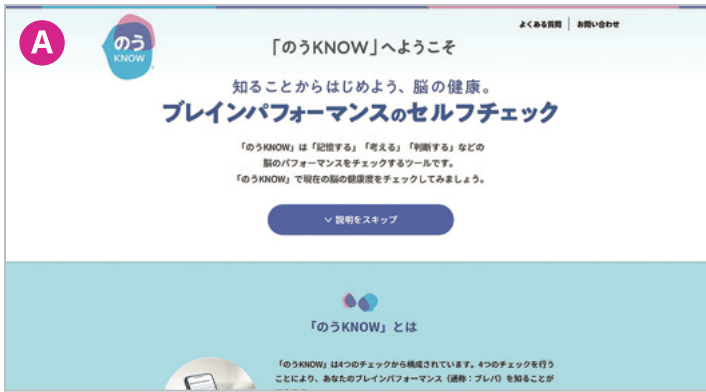 A
よくある質問 | お問い合わせ
のう
KNOW
「のうKNOW」へようこそ
知ることからはじめよう、脳の健康。
ブレインパフォーマンスのセルフチェック
「のうKNOW」は「記憶する」「考える」「判断する」などの
脳のパフォーマンスをチェックするツールです。
「のうKNOW」で現在の脳の健康度をチェックしてみましょう。
説明をスキップ
「のうKNOW」とは
「のうKNOW」は4つのチェックから構成されています。4つのチェックを行う
ことにより、あなたのブレインパフォーマンス（通称：ブレパ）を知ることが